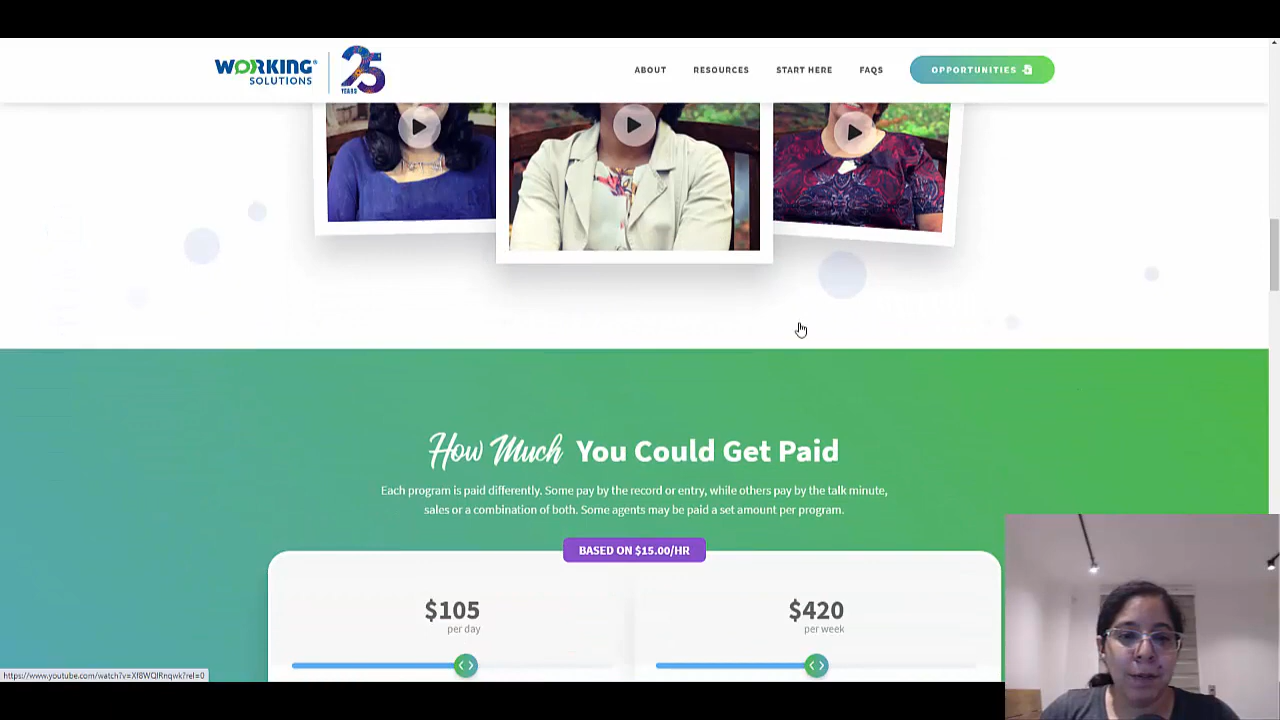 WORKING®
SOLUTIONS
25
YEARS
ABOUT
RESOURCES
START HERE
FAQS
OPPORTUNITIES
How Much You Could Get Paid
Each program is paid differently. Some pay by the record or entry, while others pay by the talk minute,
sales or a combination of both. Some agents may be paid a set amount per program.
BASED ON $15.00/HR
$105
per day
$420
per week